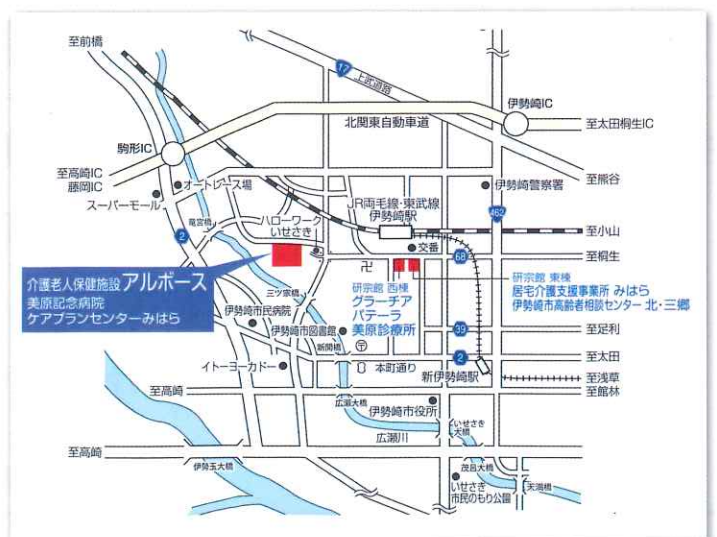 至前橋
17
上武道路
伊勢崎IC
北関東自動車道
至太田桐生IC
駒形IC
至高崎IC
藤岡IC
至熊谷
オートレース場
スーパーモール
伊勢崎警察署
JR両毛線・東武線
伊勢崎駅
462
至小山
竜宮橋
ハローワーク
いせさき
2
交番
68
至桐生
介護老人保健施設 アルボース
美原記念病院
ケアプランセンターみはら
卍
研宗館 西棟
グラーチア
パテーラ
美原診療所
研宗館 東棟
居宅介護支援事業所 みはら
伊勢崎市高齢者相談センター 北・三郷
三ツ家橋
伊勢崎市民病院
伊勢崎市図書館
39
至足利
新開橋
〒
2
至太田
イトーヨーカドー
本町通り
新伊勢崎駅
至浅草
至高崎
至館林
広瀬大橋
伊勢崎市役所
広瀬川
いせさき
大橋
至高崎
伊勢玉大橋
茂呂大橋
いせさき
市民のもり公園
天満橋